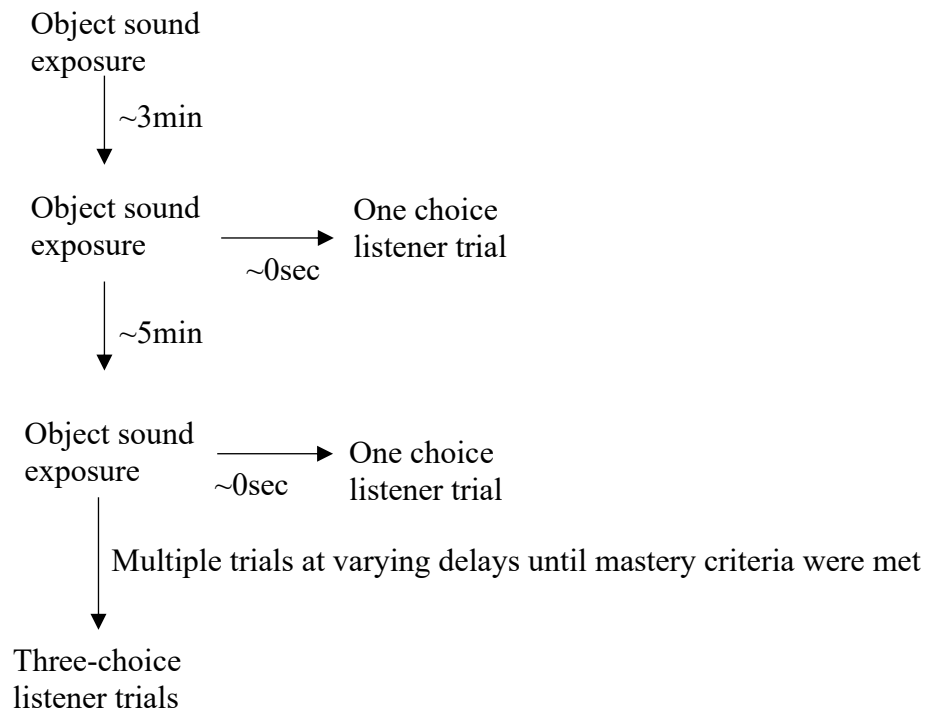 Object sound
exposure
~3min
Object sound
exposure
~0sec
One choice
listener trial
~5min
Object sound
exposure
~0sec
One choice
listener trial
Multiple trials at varying delays until mastery criteria were met
Three-choice
listener trials